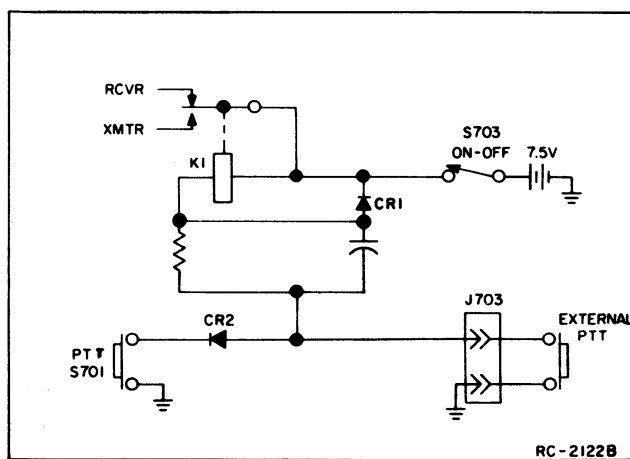 RCVR
XMTR
S703
ON-OFF 7.5V
K1
CR1
J703
CR2
EXTERNAL
PTT
PTT
S701
RC-2122B